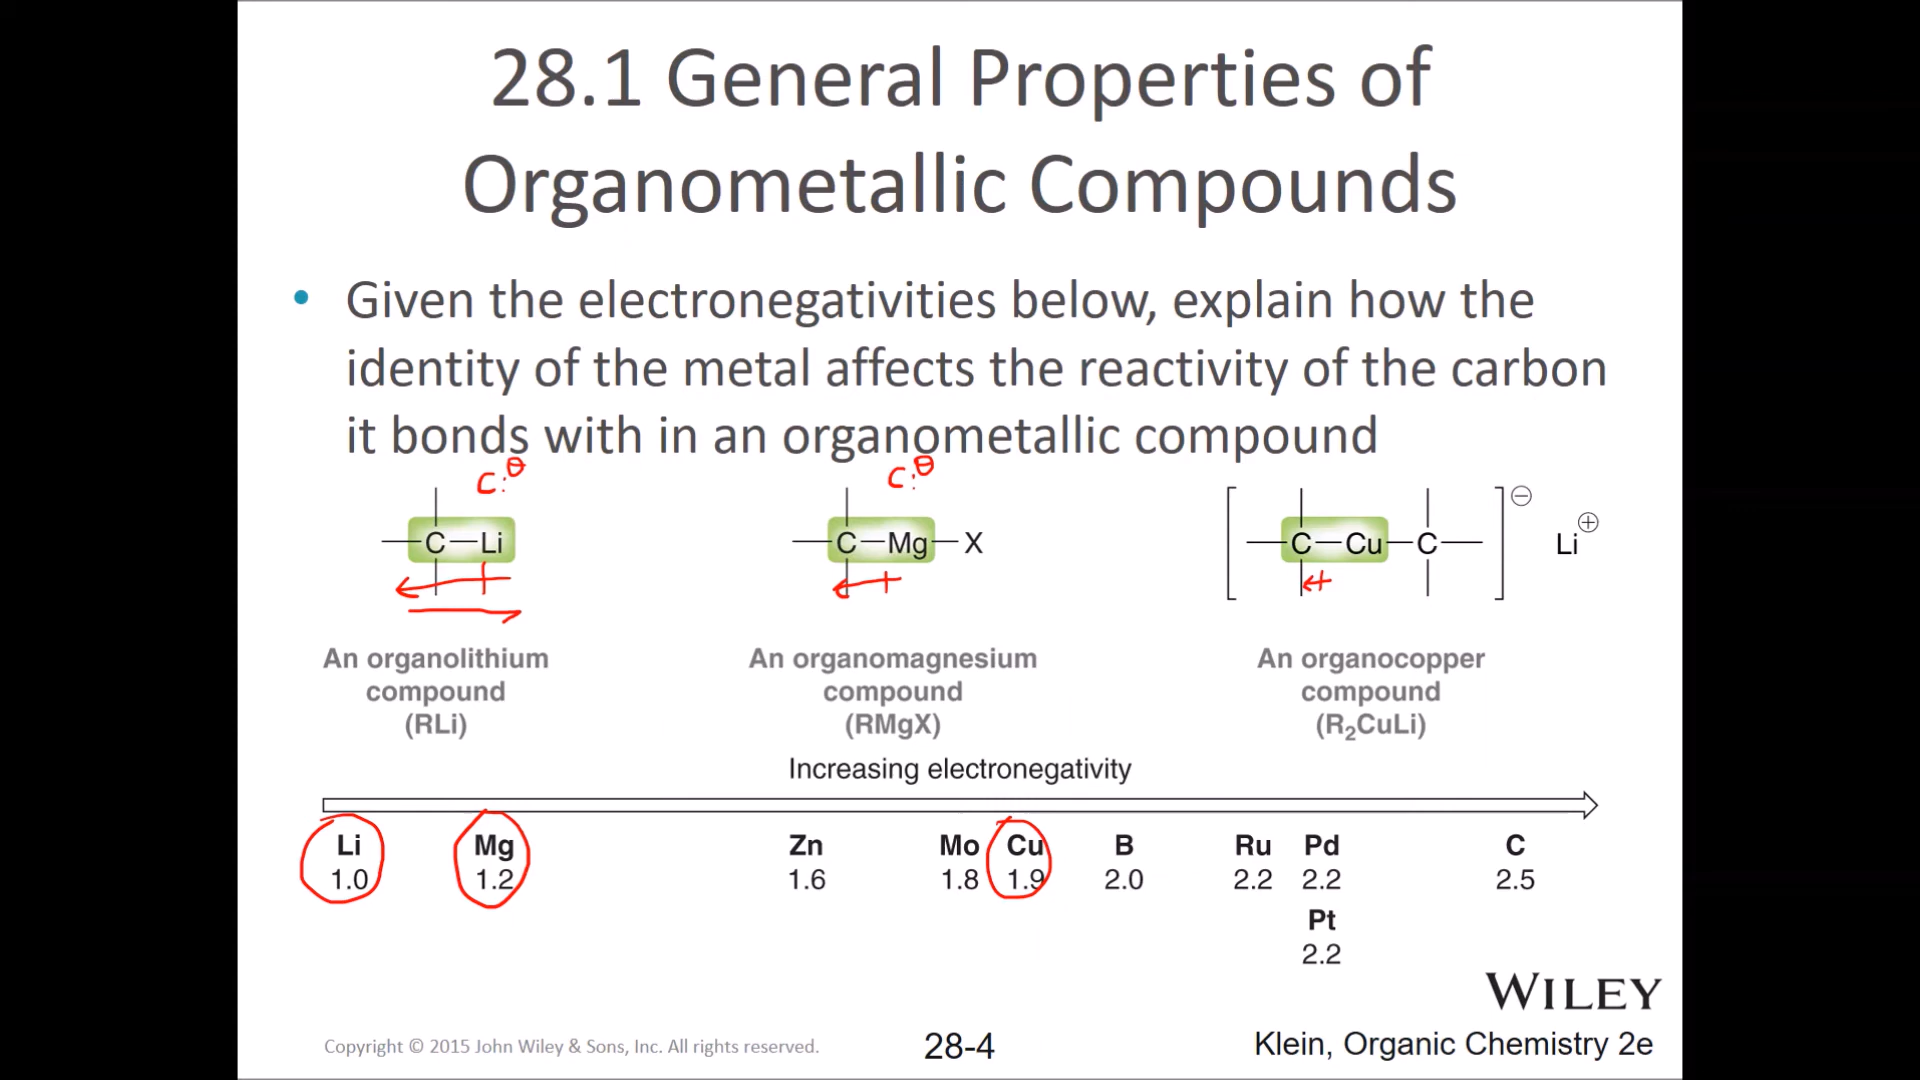 28.1 General Properties of
Organometallic Compounds
• Given the electronegativities below, explain how the
identity of the metal affects the reactivity of the carbon
it bonds with in an organometallic compound
C:⊖
C:⊖
C Li
C Mg X
[ C Cu C ]⊖ Li⊕
An organolithium
compound
(RLi)
An organomagnesium
compound
(RMgX)
An organocopper
compound
(R₂CuLi)
Increasing electronegativity
Li Mg Zn Mo Cu B Ru Pd C
1.0 1.2 1.6 1.8 1.9 2.0 2.2 2.2 2.5
Pt
2.2
WILEY
Copyright © 2015 John Wiley & Sons, Inc. All rights reserved.
28-4
Klein, Organic Chemistry 2e